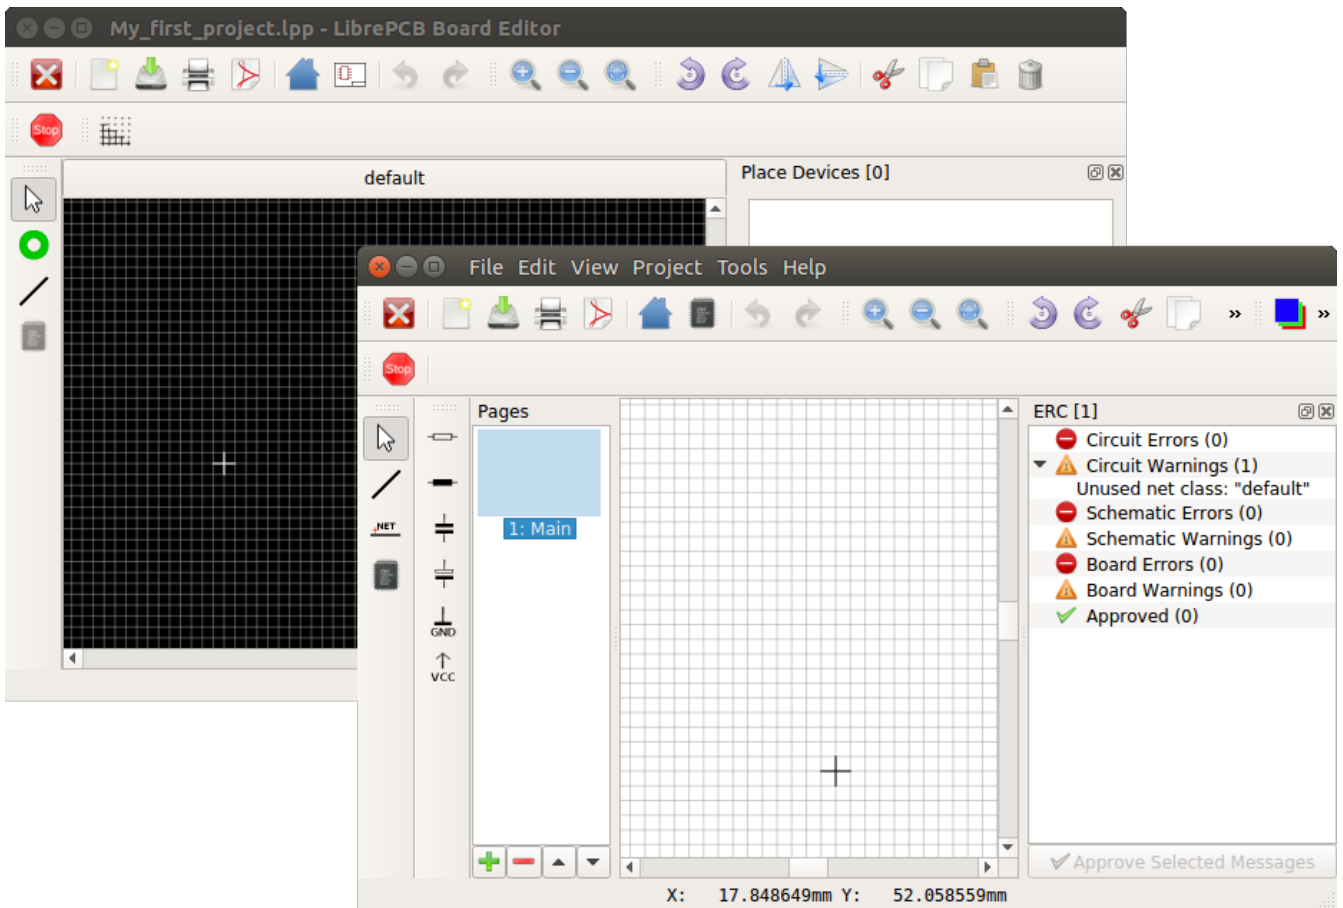 My_first_project.lpp - LibrePCB Board Editor
Stop
default
Place Devices [0]
File Edit View Project Tools Help
»
»
Stop
Pages
1: Main
NET
GND
VCC
ERC [1]
Circuit Errors (0)
Circuit Warnings (1)
Unused net class: "default"
Schematic Errors (0)
Schematic Warnings (0)
Board Errors (0)
Board Warnings (0)
Approved (0)
Approve Selected Messages
X: 17.848649mm Y: 52.058559mm